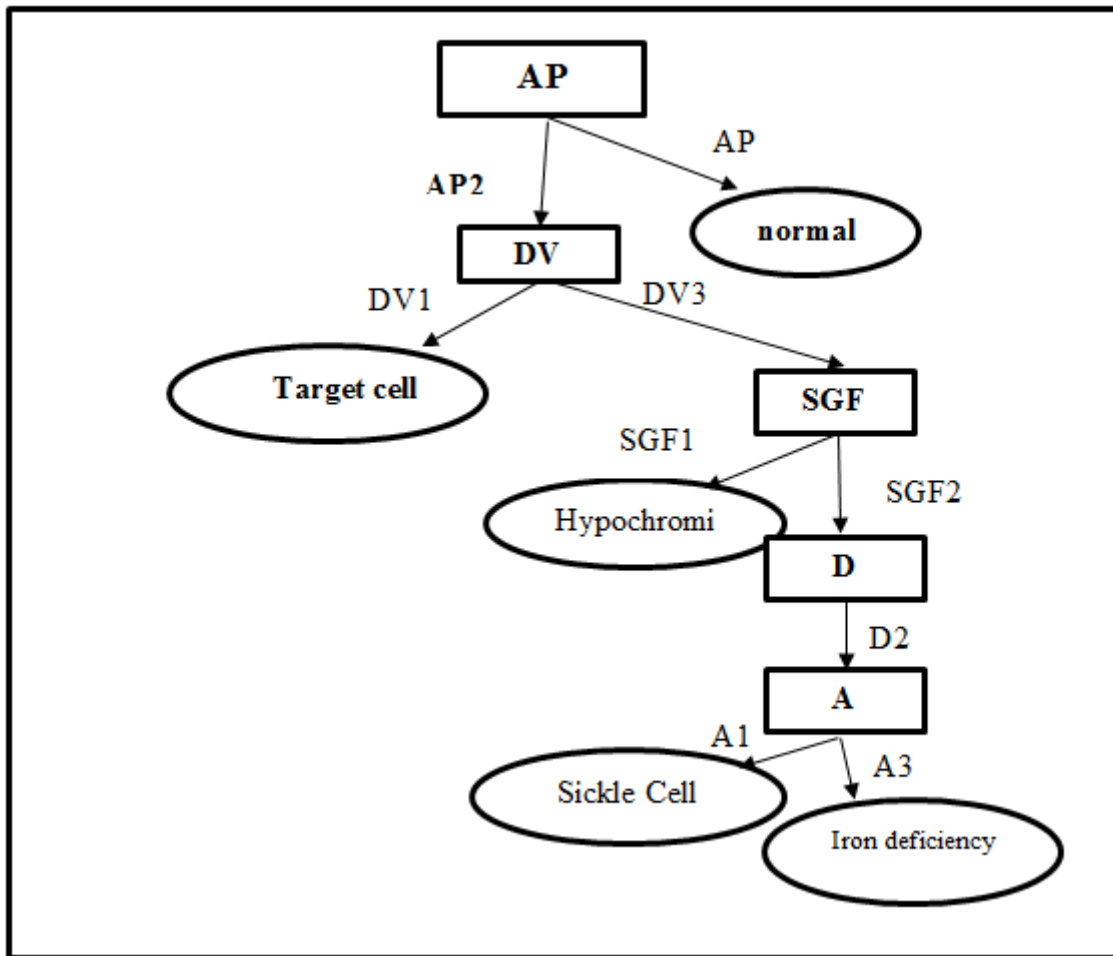 AP
AP
AP2
normal
DV
DV1
DV3
Target cell
SGF
SGF1
SGF2
Hypochromi
D
D2
A
A1
A3
Sickle Cell
Iron deficiency